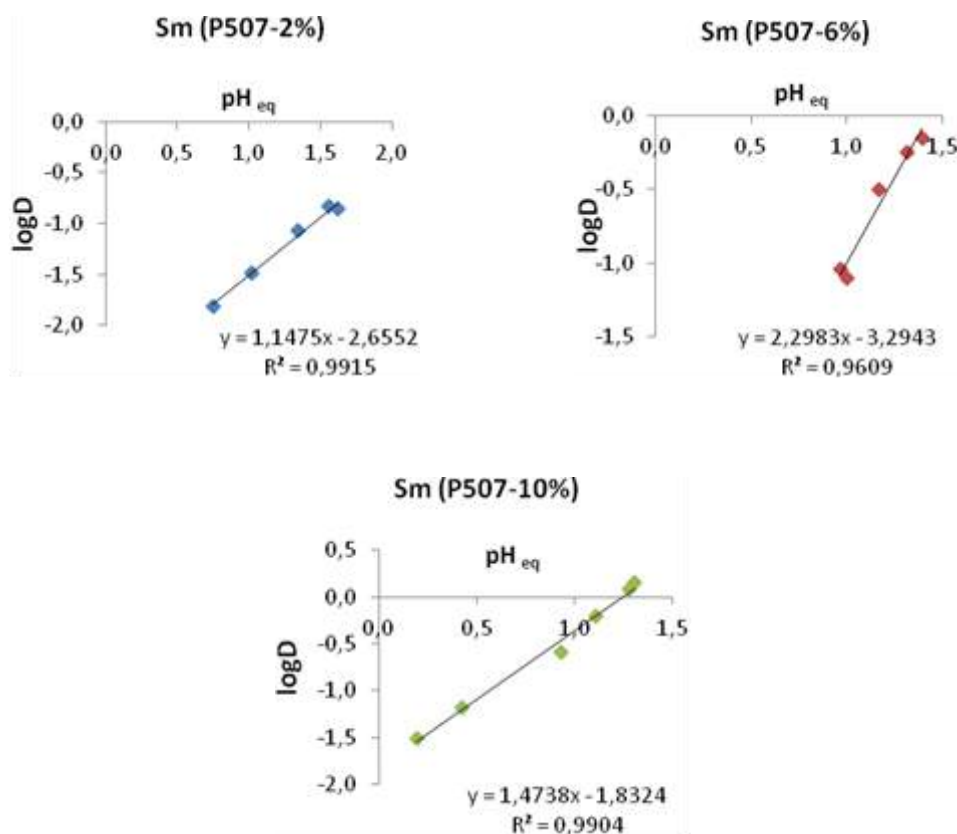 Sm (P507-2%)
pH eq
0,0
0,0 0,5 1,0 1,5 2,0
-0,5
-1,0
-1,5
-2,0
logD
y = 1,1475x - 2,6552
R² = 0,9915
Sm (P507-6%)
pH eq
0,0
0,0 0,5 1,0 1,5
-0,5
-1,0
-1,5
logD
y = 2,2983x - 3,2943
R² = 0,9609
Sm (P507-10%)
pH eq
0,5
0,0
0,0 0,5 1,0 1,5
-0,5
-1,0
-1,5
-2,0
logD
y = 1,4738x - 1,8324
R² = 0,9904